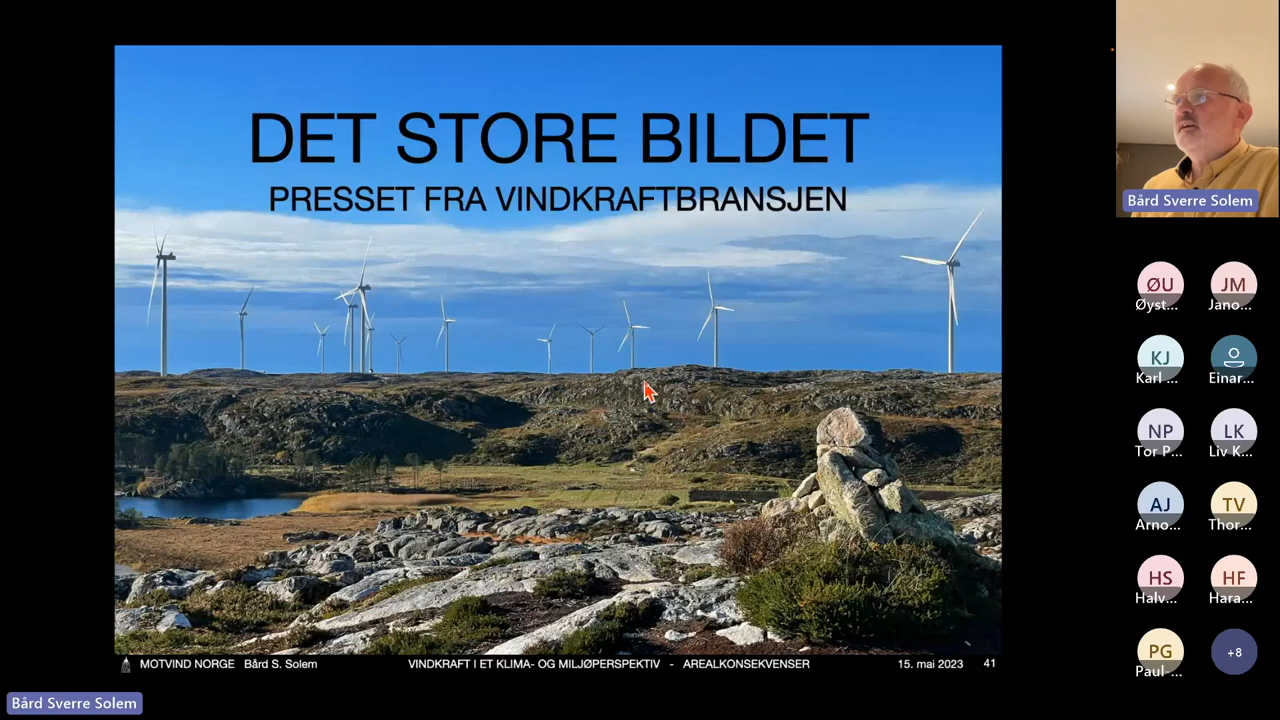 DET STORE BILDET
PRESSET FRA VINDKRAFTBRANSJEN
MOTVIND NORGE Bård S. Solem
VINDKRAFT I ET KLIMA- OG MILJØPERSPEKTIV - AREALKONSEKVENSER
15. mai 2023 41
Bård Sverre Solem
Bård Sverre Solem
ØU JM
Øyst... Jano...
KJ
Karl ... Einar...
NP LK
Tor P... Liv K...
AJ TV
Arno... Thor...
HS HF
Halv... Hara...
PG +8
Paul ...